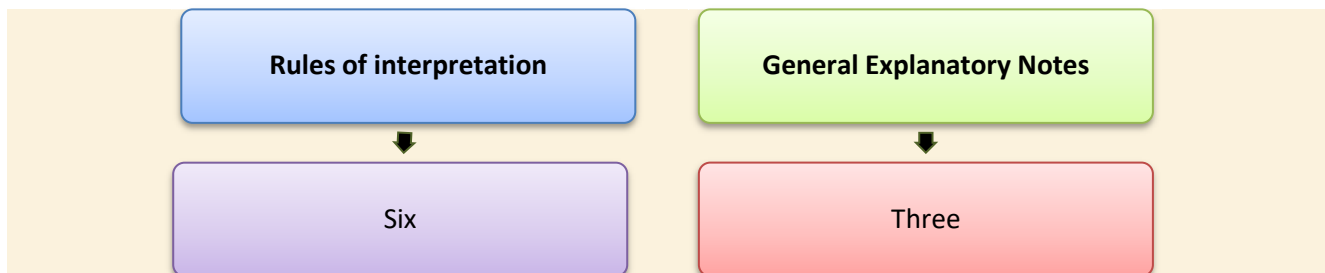 Rules of interpretation
General Explanatory Notes
Six
Three